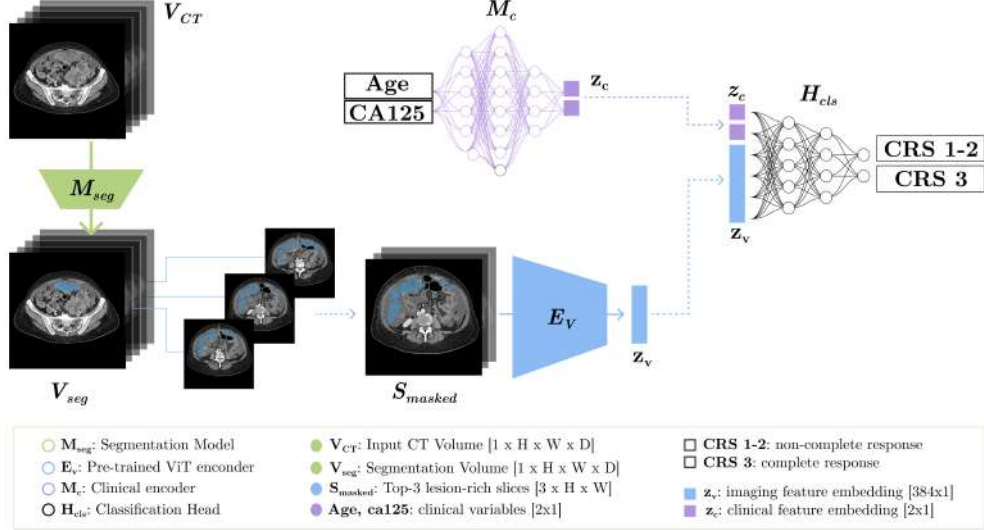 V_CT
M_c
Age
CA125
z_c
z_c
H_cls
CRS 1-2
CRS 3
M_seg
z_v
E_V
z_v
V_seg
S_masked
M_seg: Segmentation Model
E_v: Pre-trained ViT enconder
M_c: Clinical encoder
H_cls: Classification Head
V_CT: Input CT Volume [1 x H x W x D]
V_seg: Segmentation Volume [1 x H x W x D]
S_masked: Top-3 lesion-rich slices [3 x H x W]
Age, ca125: clinical variables [2x1]
CRS 1-2: non-complete response
CRS 3: complete response
z_v: imaging feature embedding [384x1]
z_c: clinical feature embedding [2x1]